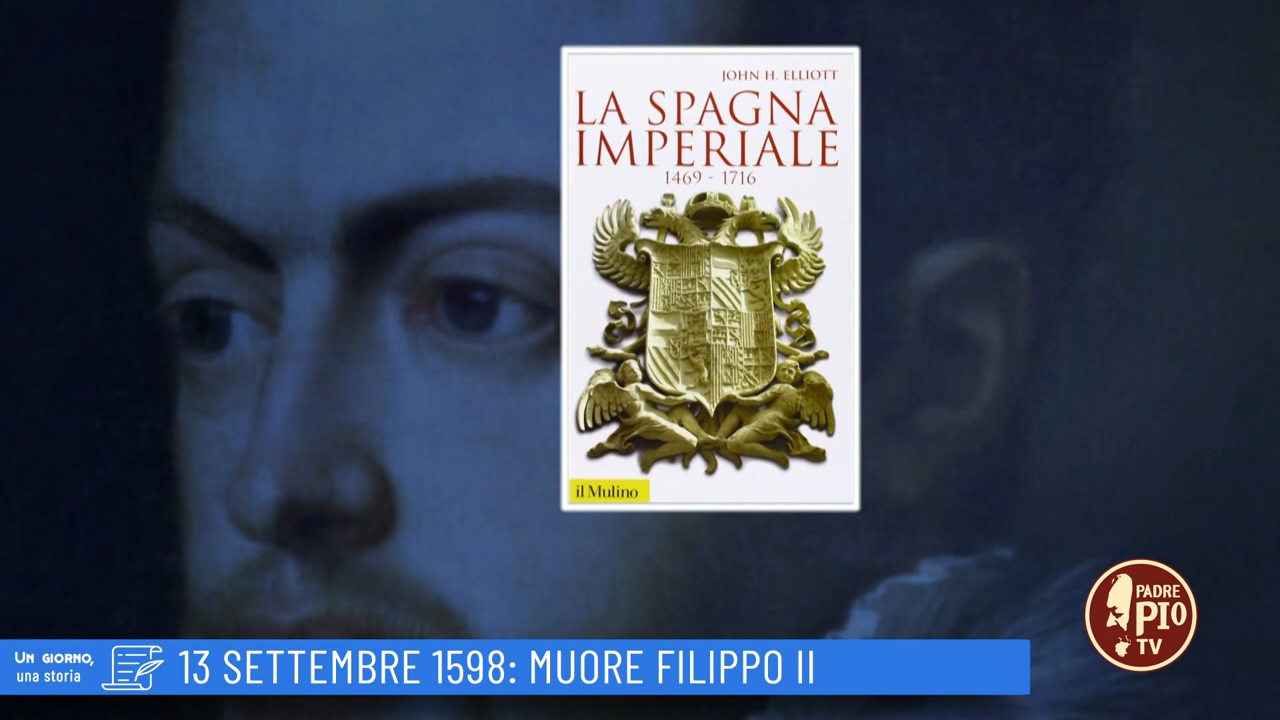 JOHN H. ELLIOTT
LA SPAGNA
IMPERIALE
1469 - 1716
il Mulino
PADRE
PIO
TV
UN GIORNO,
una storia
13 SETTEMBRE 1598: MUORE FILIPPO II